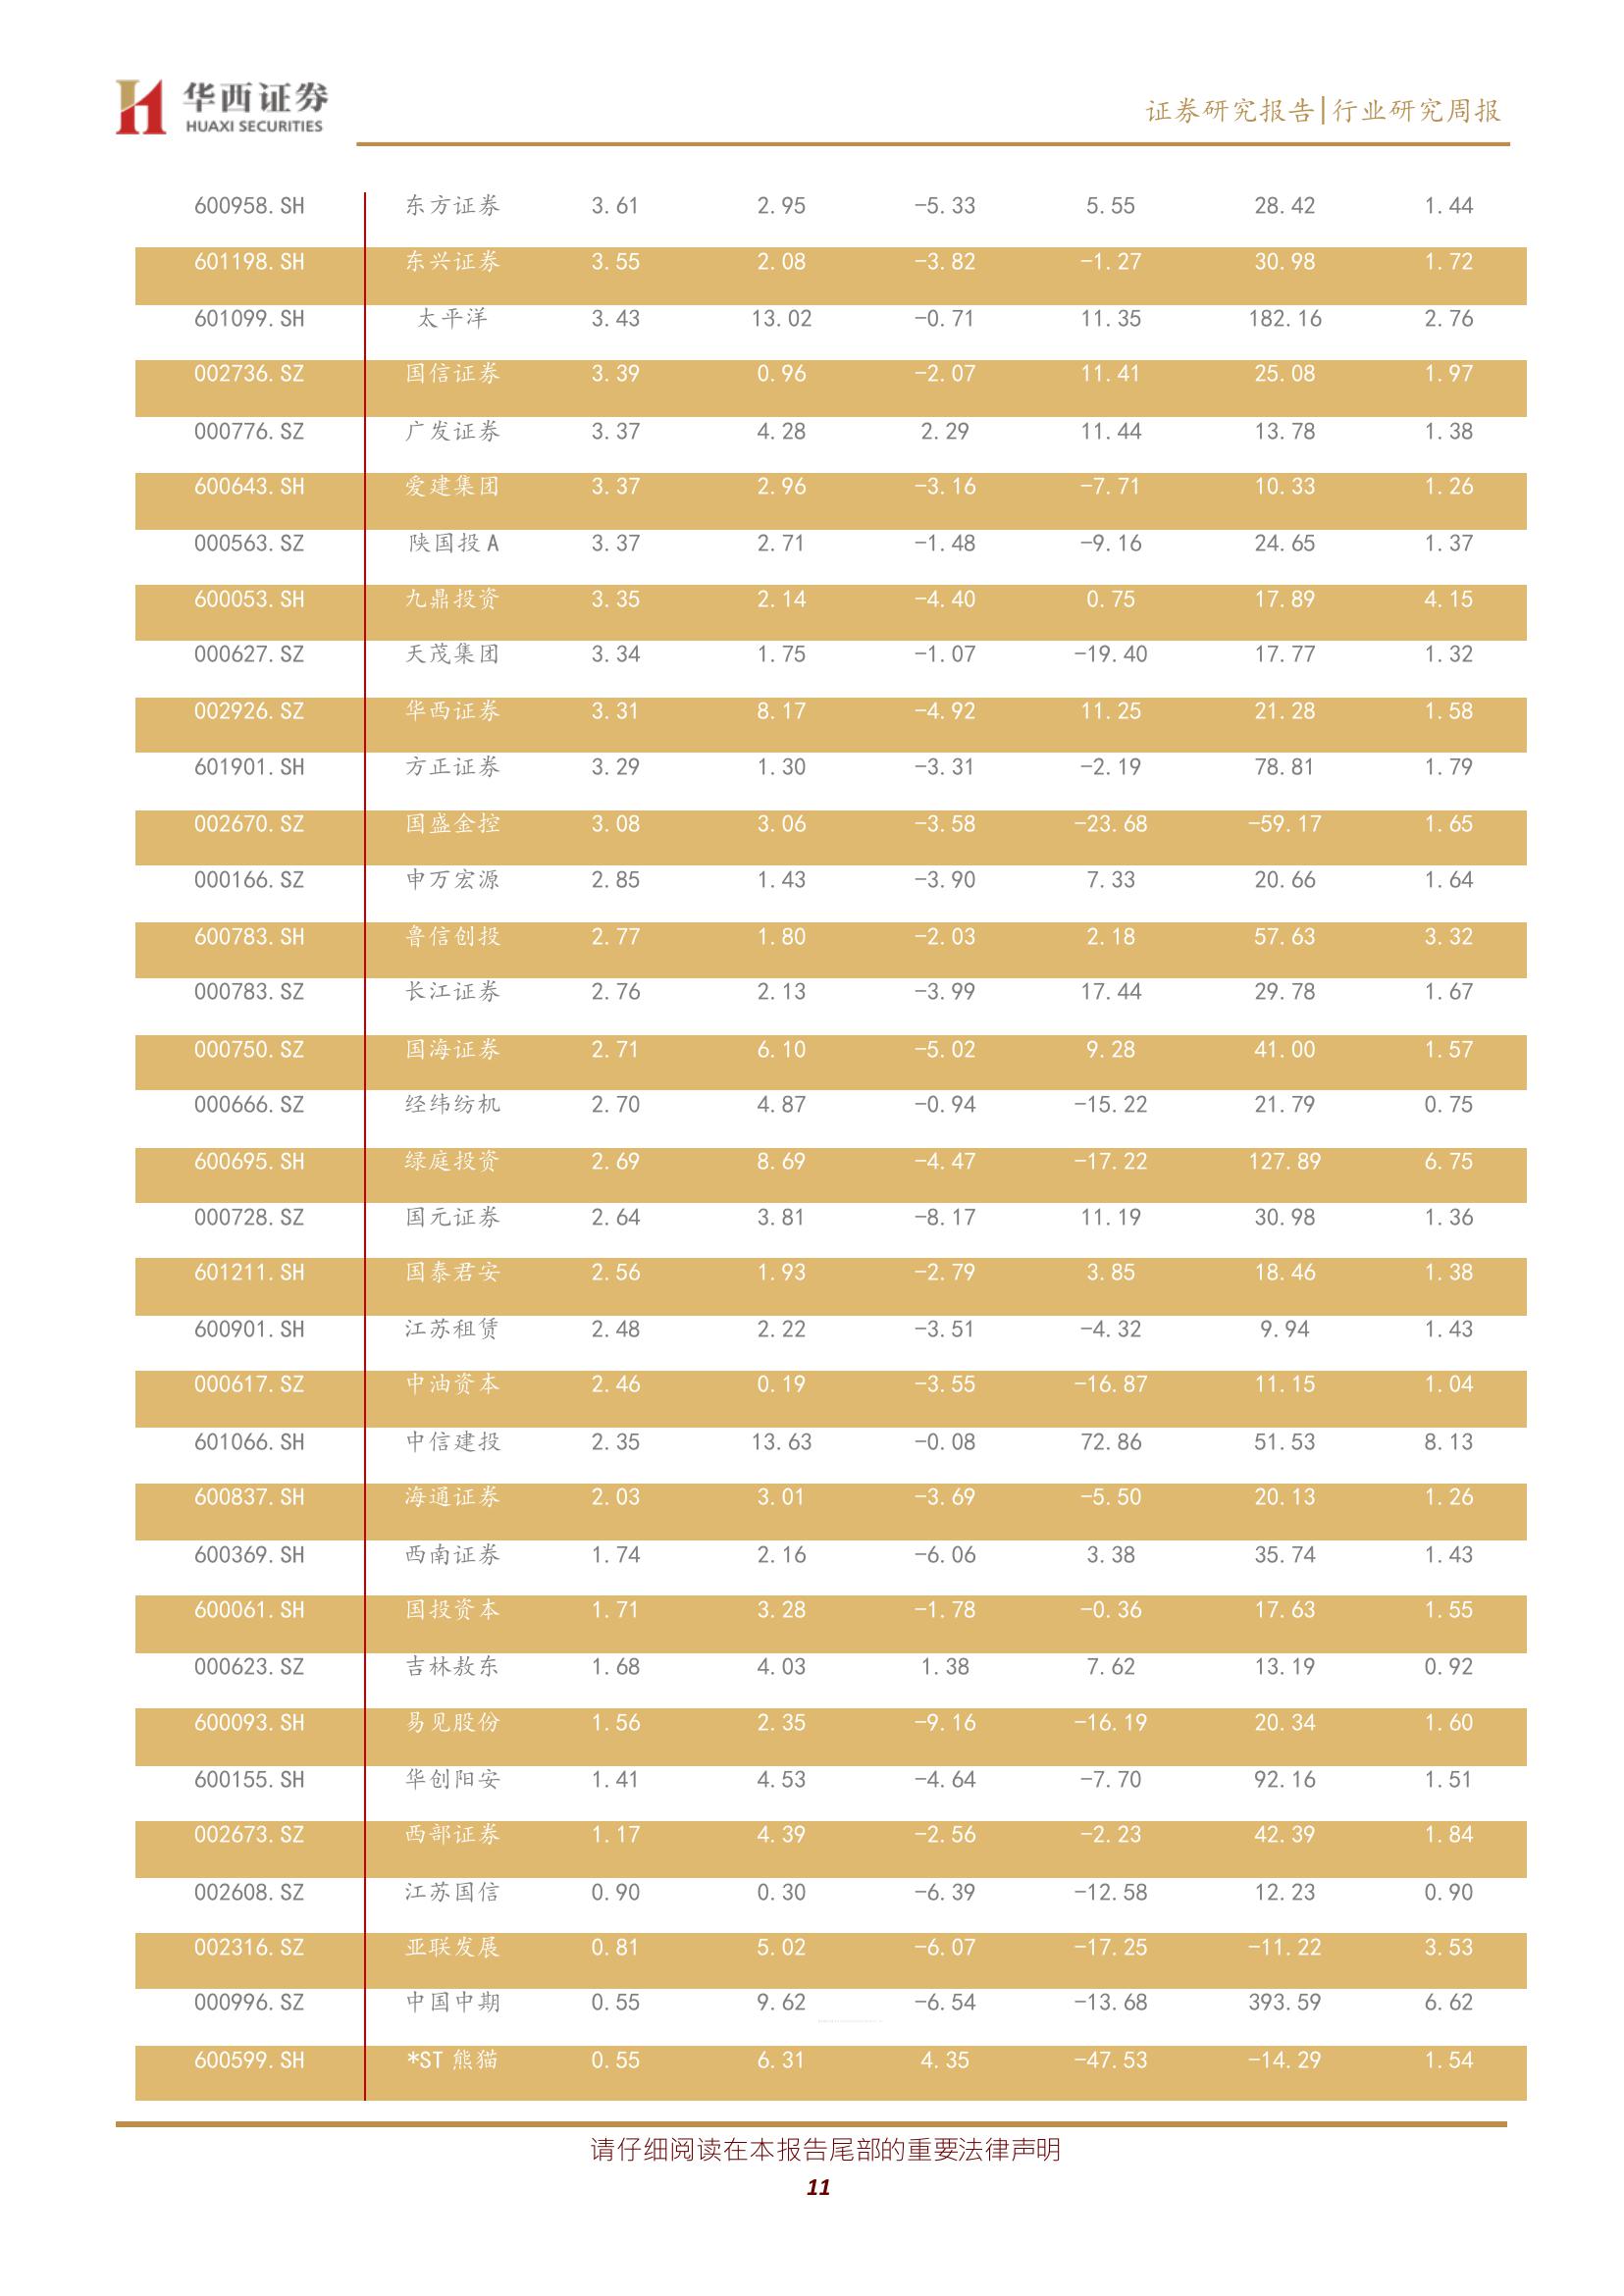 华西证券
HUAXI SECURITIES
证券研究报告|行业研究周报
600958.SH 东方证券 3.61 2.95 -5.33 5.55 28.42 1.44
601198.SH 东兴证券 3.55 2.08 -3.82 -1.27 30.98 1.72
601099.SH 太平洋 3.43 13.02 -0.71 11.35 182.16 2.76
002736.SZ 国信证券 3.39 0.96 -2.07 11.41 25.08 1.97
000776.SZ 广发证券 3.37 4.28 2.29 11.44 13.78 1.38
600643.SH 爱建集团 3.37 2.96 -3.16 -7.71 10.33 1.26
000563.SZ 陕国投 A 3.37 2.71 -1.48 -9.16 24.65 1.37
600053.SH 九鼎投资 3.35 2.14 -4.40 0.75 17.89 4.15
000627.SZ 天茂集团 3.34 1.75 -1.07 -19.40 17.77 1.32
002926.SZ 华西证券 3.31 8.17 -4.92 11.25 21.28 1.58
601901.SH 方正证券 3.29 1.30 -3.31 -2.19 78.81 1.79
002670.SZ 国盛金控 3.08 3.06 -3.58 -23.68 -59.17 1.65
000166.SZ 申万宏源 2.85 1.43 -3.90 7.33 20.66 1.64
600783.SH 鲁信创投 2.77 1.80 -2.03 2.18 57.63 3.32
000783.SZ 长江证券 2.76 2.13 -3.99 17.44 29.78 1.67
000750.SZ 国海证券 2.71 6.10 -5.02 9.28 41.00 1.57
000666.SZ 经纬纺机 2.70 4.87 -0.94 -15.22 21.79 0.75
600695.SH 绿庭投资 2.69 8.69 -4.47 -17.22 127.89 6.75
000728.SZ 国元证券 2.64 3.81 -8.17 11.19 30.98 1.36
601211.SH 国泰君安 2.56 1.93 -2.79 3.85 18.46 1.38
600901.SH 江苏租赁 2.48 2.22 -3.51 -4.32 9.94 1.43
000617.SZ 中油资本 2.46 0.19 -3.55 -16.87 11.15 1.04
601066.SH 中信建投 2.35 13.63 -0.08 72.86 51.53 8.13
600837.SH 海通证券 2.03 3.01 -3.69 -5.50 20.13 1.26
600369.SH 西南证券 1.74 2.16 -6.06 3.38 35.74 1.43
600061.SH 国投资本 1.71 3.28 -1.78 -0.36 17.63 1.55
000623.SZ 吉林敖东 1.68 4.03 1.38 7.62 13.19 0.92
600093.SH 易见股份 1.56 2.35 -9.16 -16.19 20.34 1.60
600155.SH 华创阳安 1.41 4.53 -4.64 -7.70 92.16 1.51
002673.SZ 西部证券 1.17 4.39 -2.56 -2.23 42.39 1.84
002608.SZ 江苏国信 0.90 0.30 -6.39 -12.58 12.23 0.90
002316.SZ 亚联发展 0.81 5.02 -6.07 -17.25 -11.22 3.53
000996.SZ 中国中期 0.55 9.62 -6.54 -13.68 393.59 6.62
600599.SH *ST 熊猫 0.55 6.31 4.35 -47.53 -14.29 1.54
请仔细阅读在本报告尾部的重要法律声明
11